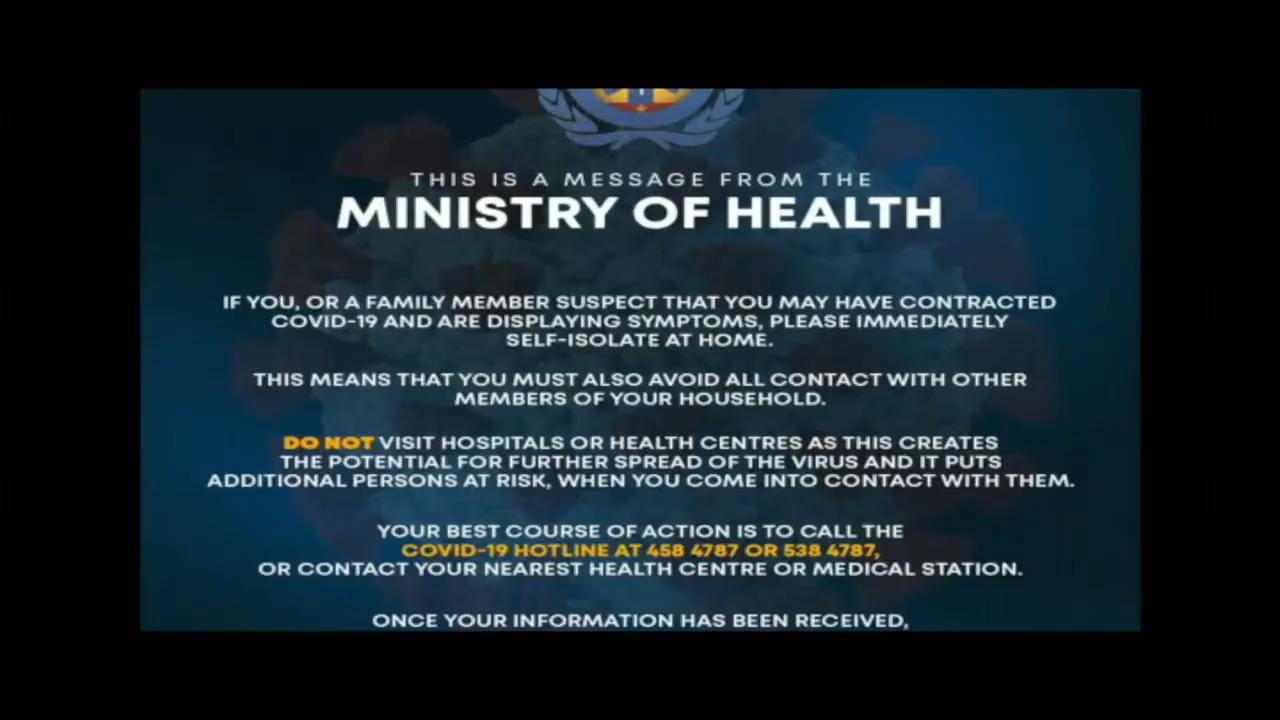 THIS IS A MESSAGE FROM THE
MINISTRY OF HEALTH
IF YOU, OR A FAMILY MEMBER SUSPECT THAT YOU MAY HAVE CONTRACTED
COVID-19 AND ARE DISPLAYING SYMPTOMS, PLEASE IMMEDIATELY
SELF-ISOLATE AT HOME.
THIS MEANS THAT YOU MUST ALSO AVOID ALL CONTACT WITH OTHER
MEMBERS OF YOUR HOUSEHOLD.
DO NOT VISIT HOSPITALS OR HEALTH CENTRES AS THIS CREATES
THE POTENTIAL FOR FURTHER SPREAD OF THE VIRUS AND IT PUTS
ADDITIONAL PERSONS AT RISK, WHEN YOU COME INTO CONTACT WITH THEM.
YOUR BEST COURSE OF ACTION IS TO CALL THE
COVID-19 HOTLINE AT 458 4787 OR 538 4787,
OR CONTACT YOUR NEAREST HEALTH CENTRE OR MEDICAL STATION.
ONCE YOUR INFORMATION HAS BEEN RECEIVED,